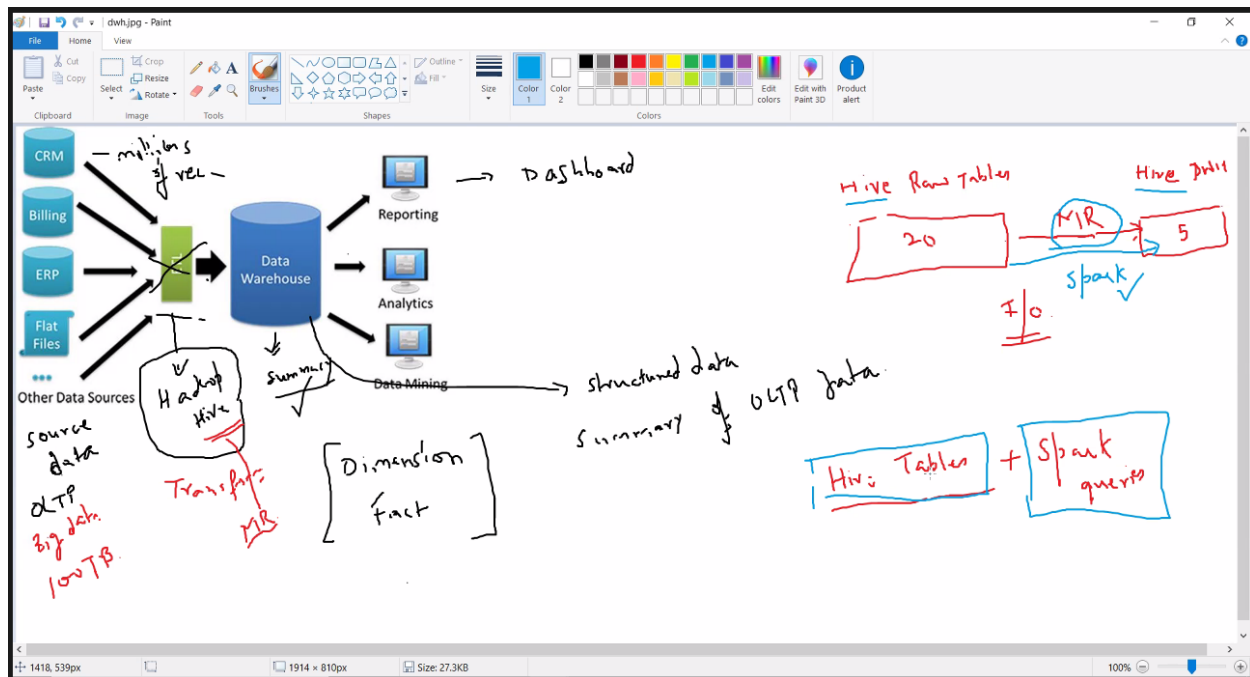 dwh.jpg - Paint
File
Home
View
Paste
Cut
Copy
Clipboard
Select
Crop
Resize
Rotate
Image
A
Tools
Brushes
Outline
Fill
Shapes
Size
Color
1
Color
2
Colors
Edit
colors
Edit with
Paint 3D
Product
alert
CRM
Billing
ERP
Flat
Files
Other Data Sources
Data
Warehouse
Reporting
Analytics
Data Mining
millions
of rec
Dashboard
source
data
OLTP
Big data
100TB
Hadoop
Hive
Transform
MR
summary
Dimension
Fact
structured data
summary of OLTP data
Hive Raw Tables
20
MR
Spark
I/O
Hive
5
Tables
+
Spark
queries
1418, 539px
1914 × 810px
Size: 27.3KB
100%